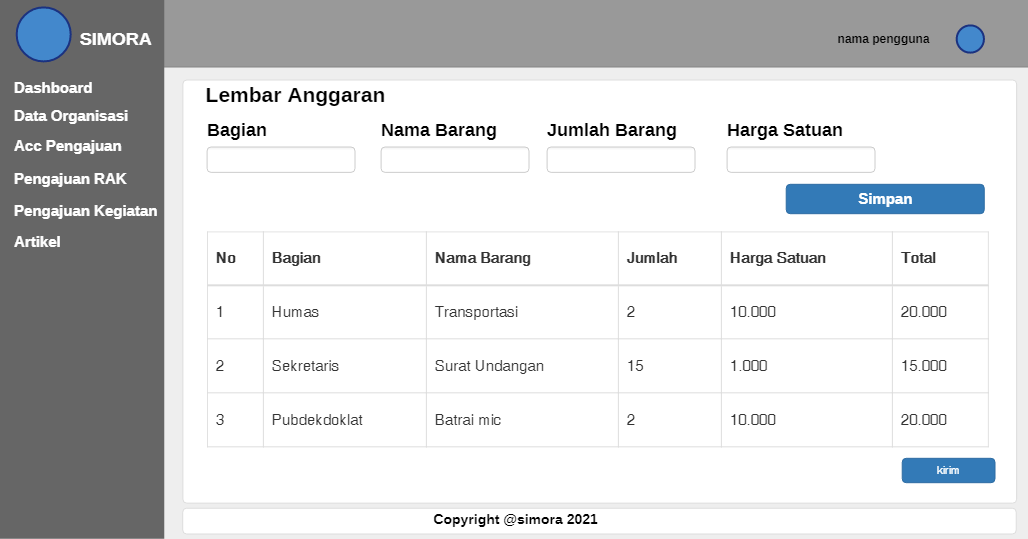 SIMORA
nama pengguna
Dashboard
Data Organisasi
Acc Pengajuan
Pengajuan RAK
Pengajuan Kegiatan
Artikel
Lembar Anggaran
Bagian Nama Barang Jumlah Barang Harga Satuan
Simpan
No Bagian Nama Barang Jumlah Harga Satuan Total
1 Humas Transportasi 2 10.000 20.000
2 Sekretaris Surat Undangan 15 1.000 15.000
3 Pubdekdoklat Batrai mic 2 10.000 20.000
kirim
Copyright @simora 2021